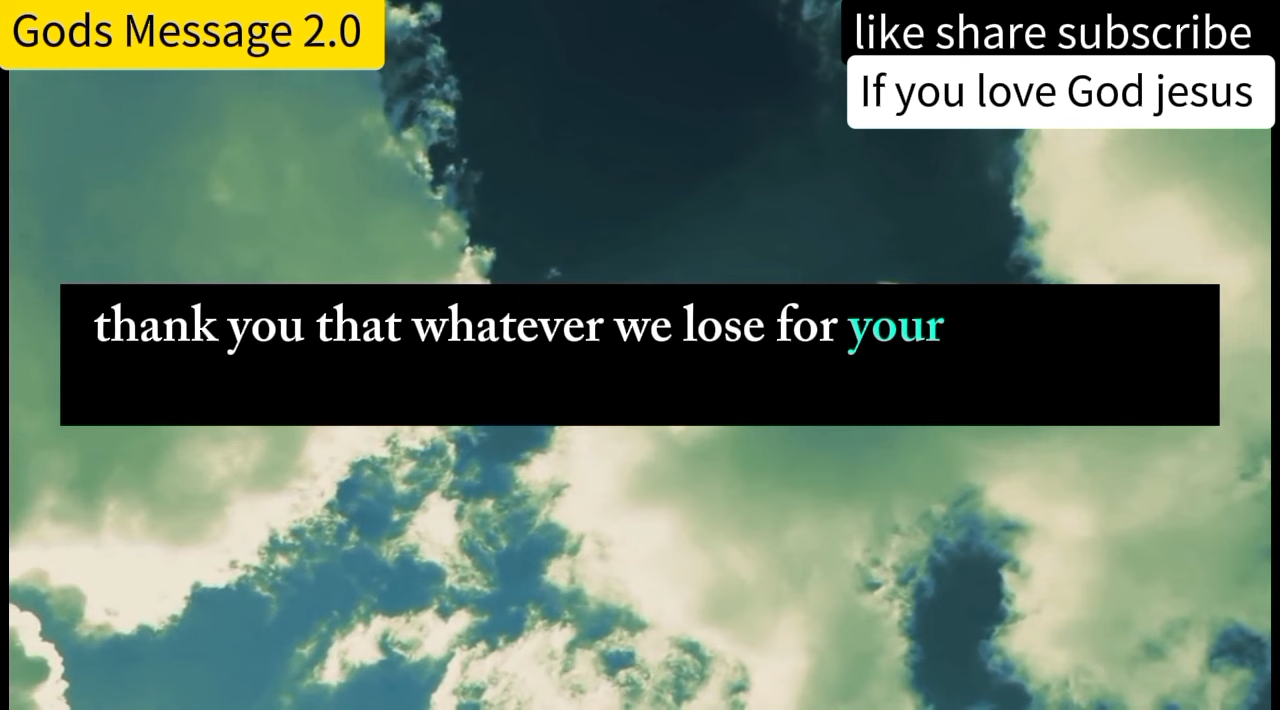 Gods Message 2.0
like share subscribe
If you love God jesus
thank you that whatever we lose for your